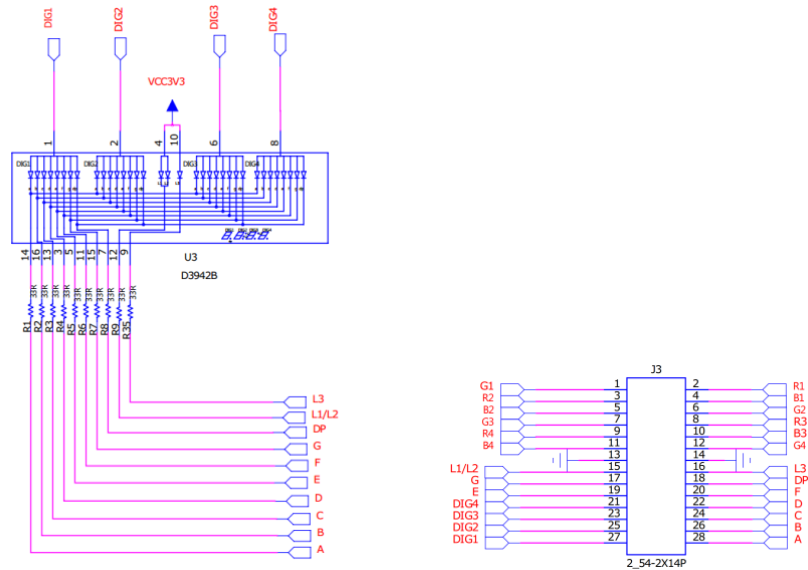 DIG1
DIG2
DIG3
DIG4
VCC3V3
1
2
4
10
6
8
DIG1
DIG2
DIG3
DIG4
14
16
13
3
5
11
15
7
12
9
U3
D3942B
33R
33R
33R
33R
33R
33R
33R
33R
33R
33R
R1
R2
R3
R4
R5
R6
R7
R8
R9
R35
L3
L1/L2
DP
G
F
E
D
C
B
A
J3
G1 1 2 R1
R2 3 4 B1
B2 5 6 G2
G3 7 8 R3
R4 9 10 B3
B4 11 12 G4
13 14
L1/L2 15 16 L3
G 17 18 DP
E 19 20 F
DIG4 21 22 D
DIG3 23 24 C
DIG2 25 26 B
DIG1 27 28 A
2_54-2X14P